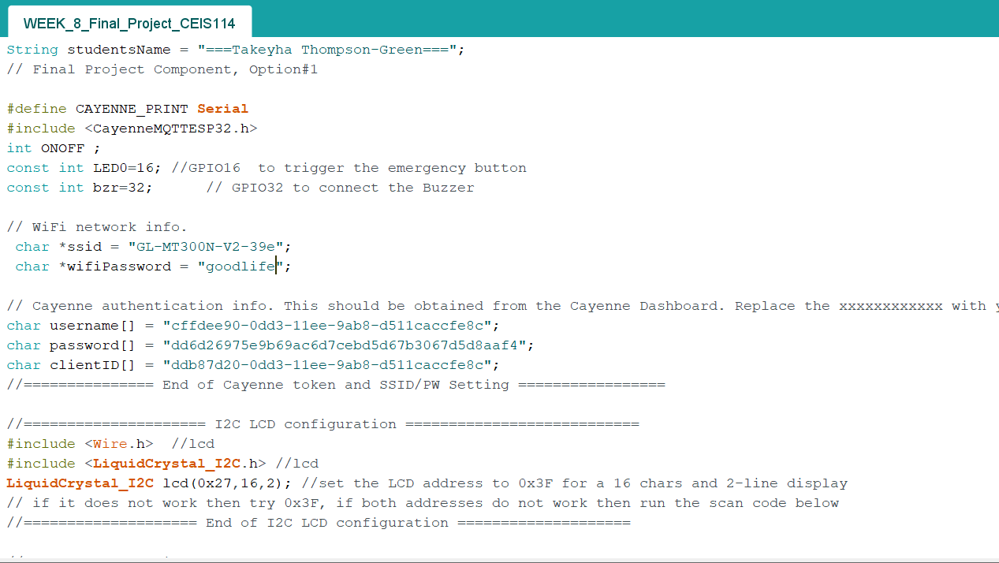 WEEK_8_Final_Project_CEIS114
String studentsName = "===Takeyha Thompson-Green===";
// Final Project Component, Option#1
#define CAYENNE_PRINT Serial
#include <CayenneMQTTESP32.h>
int ONOFF ;
const int LED0=16; //GPIO16  to trigger the emergency button
const int bzr=32;      // GPIO32 to connect the Buzzer
// WiFi network info.
char *ssid = "GL-MT300N-V2-39e";
char *wifiPassword = "goodlife";
// Cayenne authentication info. This should be obtained from the Cayenne Dashboard. Replace the xxxxxxxxxxxx with
char username[] = "cffdee90-0dd3-11ee-9ab8-d511caccfe8c";
char password[] = "dd6d26975e9b69ac6d7cebd5d67b3067d5d8aaf4";
char clientID[] = "ddb87d20-0dd3-11ee-9ab8-d511caccfe8c";
//=============== End of Cayenne token and SSID/PW Setting =================
//===================== I2C LCD configuration ===========================
#include <Wire.h>  //lcd
#include <LiquidCrystal_I2C.h> //lcd
LiquidCrystal_I2C lcd(0x27,16,2); //set the LCD address to 0x3F for a 16 chars and 2-line display
// if it does not work then try 0x3F, if both addresses do not work then run the scan code below
//==================== End of I2C LCD configuration ====================